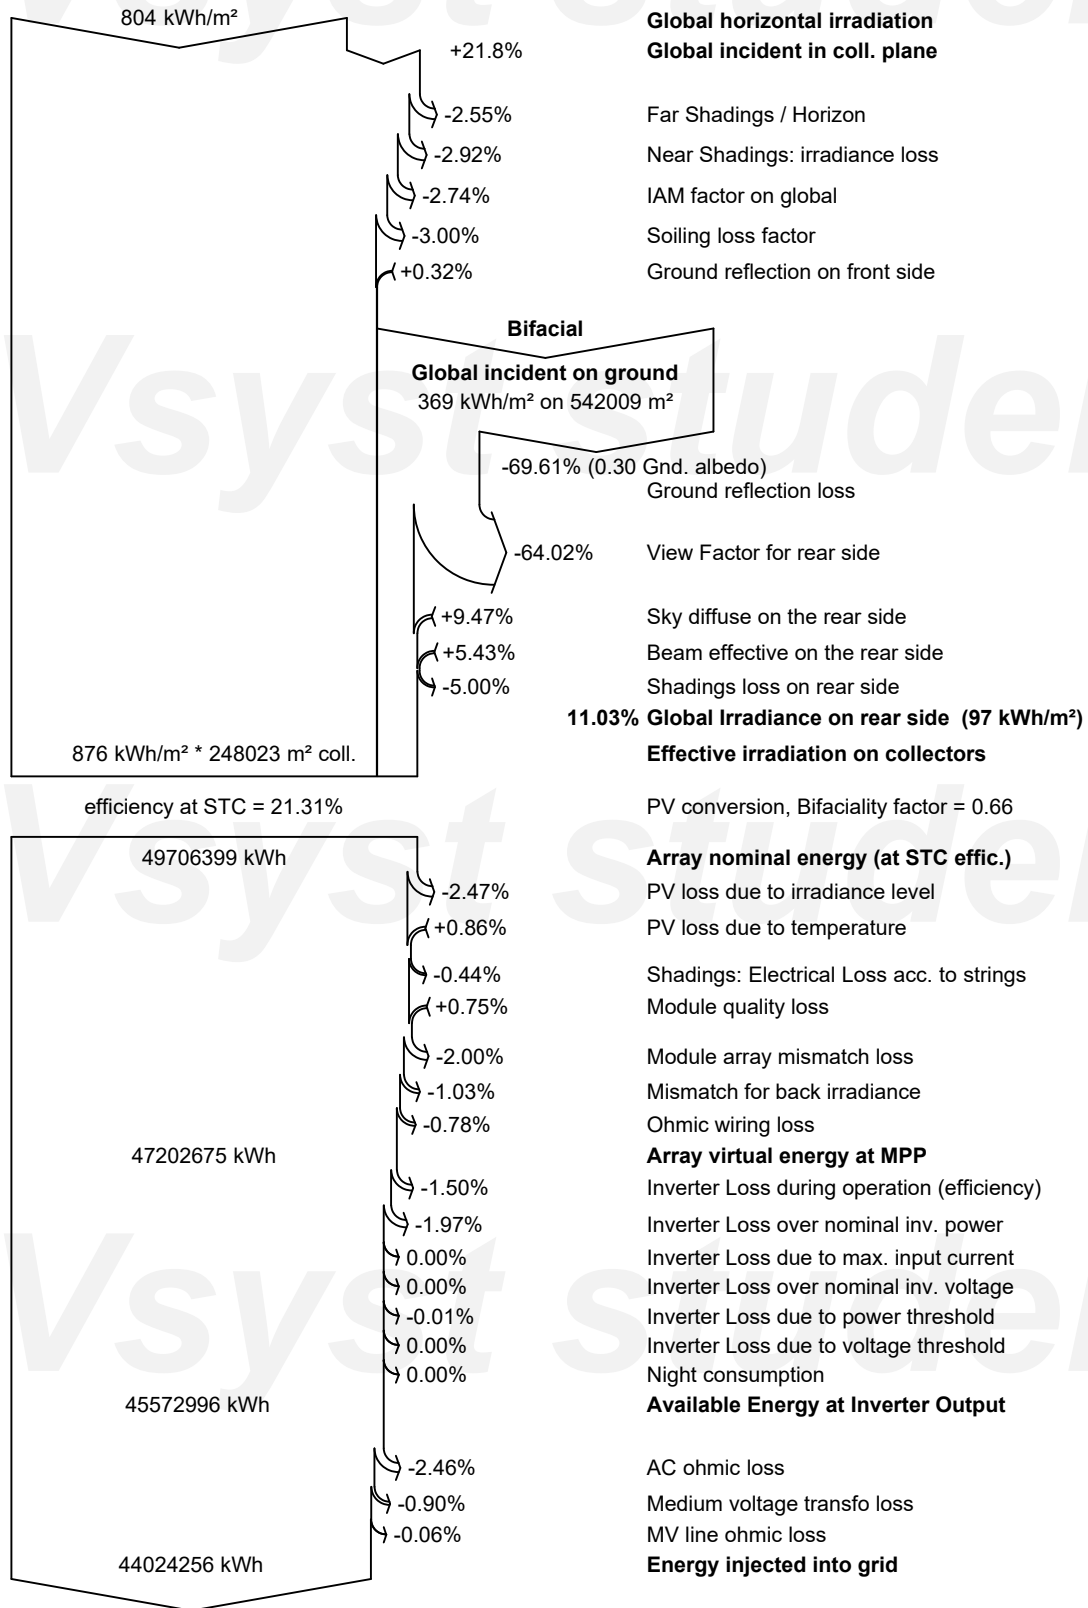 804 kWh/m² Global horizontal irradiation
+21.8% Global incident in coll. plane
-2.55% Far Shadings / Horizon
-2.92% Near Shadings: irradiance loss
-2.74% IAM factor on global
-3.00% Soiling loss factor
+0.32% Ground reflection on front side
Bifacial
Global incident on ground
369 kWh/m² on 542009 m²
-69.61% (0.30 Gnd. albedo)
Ground reflection loss
-64.02% View Factor for rear side
+9.47% Sky diffuse on the rear side
+5.43% Beam effective on the rear side
-5.00% Shadings loss on rear side
11.03% Global Irradiance on rear side (97 kWh/m²)
876 kWh/m² * 248023 m² coll. Effective irradiation on collectors
efficiency at STC = 21.31% PV conversion, Bifaciality factor = 0.66
49706399 kWh Array nominal energy (at STC effic.)
-2.47% PV loss due to irradiance level
+0.86% PV loss due to temperature
-0.44% Shadings: Electrical Loss acc. to strings
+0.75% Module quality loss
-2.00% Module array mismatch loss
-1.03% Mismatch for back irradiance
-0.78% Ohmic wiring loss
47202675 kWh Array virtual energy at MPP
-1.50% Inverter Loss during operation (efficiency)
-1.97% Inverter Loss over nominal inv. power
0.00% Inverter Loss due to max. input current
0.00% Inverter Loss over nominal inv. voltage
-0.01% Inverter Loss due to power threshold
0.00% Inverter Loss due to voltage threshold
0.00% Night consumption
45572996 kWh Available Energy at Inverter Output
-2.46% AC ohmic loss
-0.90% Medium voltage transfo loss
-0.06% MV line ohmic loss
44024256 kWh Energy injected into grid
Vsyst studen
Vsyst studen
Vsyst studen
Vsyst studen